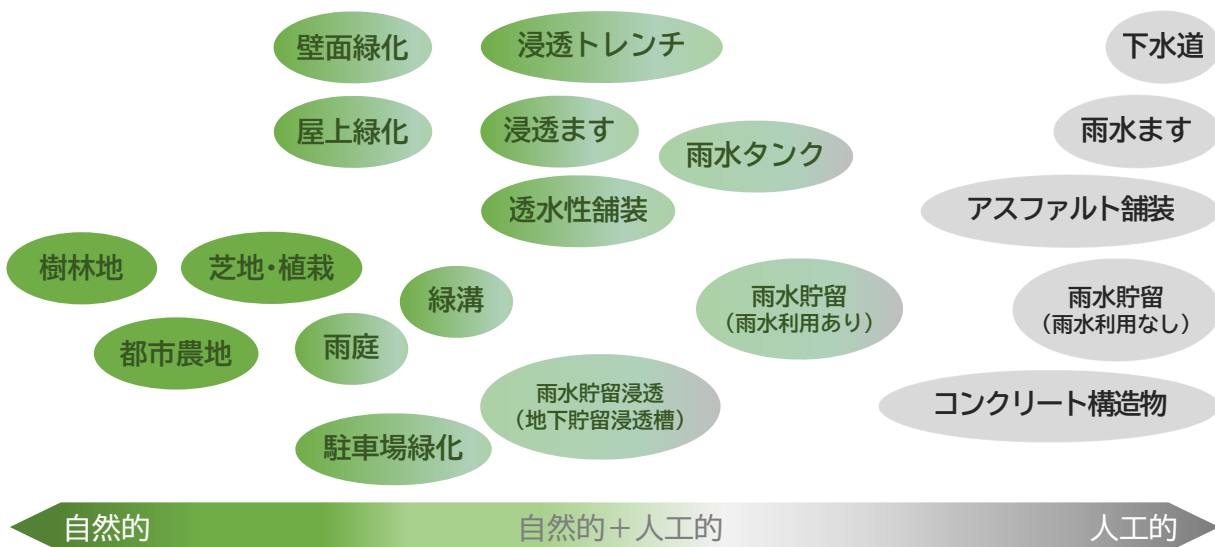 壁面緑化
浸透トレンチ
下水道
屋上緑化
浸透ます
雨水タンク
雨水ます
透水性舗装
アスファルト舗装
樹林地
芝地・植栽
緑溝
雨水貯留
（雨水利用あり）
雨水貯留
（雨水利用なし）
都市農地
雨庭
雨水貯留浸透
（地下貯留浸透槽）
コンクリート構造物
駐車場緑化
自然的
自然的＋人工的
人工的